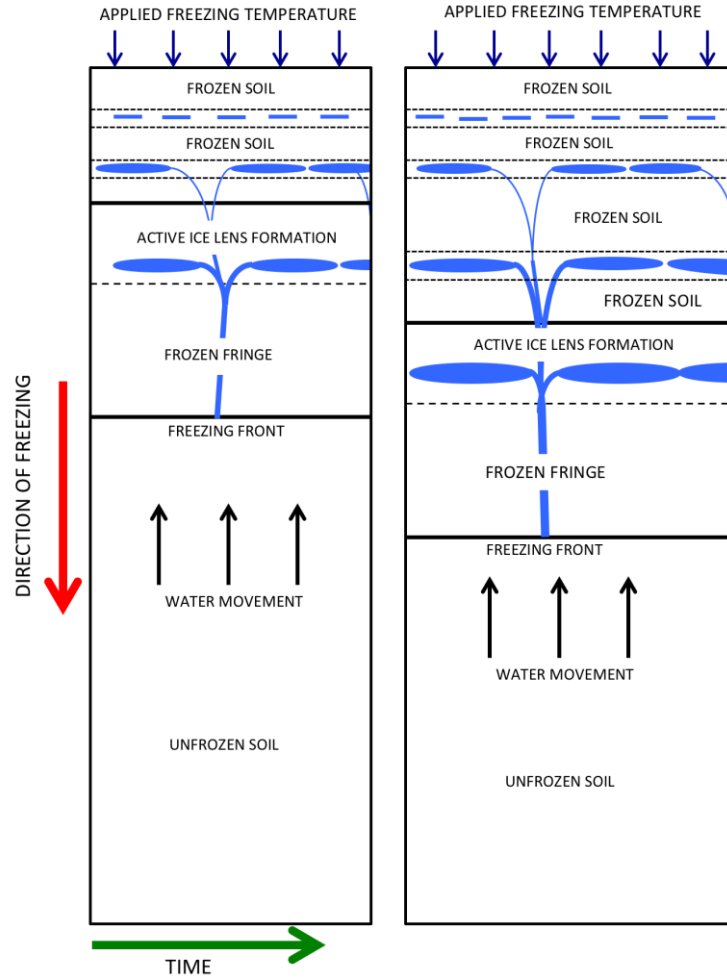 APPLIED FREEZING TEMPERATURE
FROZEN SOIL
FROZEN SOIL
ACTIVE ICE LENS FORMATION
FROZEN FRINGE
FREEZING FRONT
WATER MOVEMENT
UNFROZEN SOIL
APPLIED FREEZING TEMPERATURE
FROZEN SOIL
FROZEN SOIL
FROZEN SOIL
FROZEN SOIL
ACTIVE ICE LENS FORMATION
FROZEN FRINGE
FREEZING FRONT
WATER MOVEMENT
UNFROZEN SOIL
DIRECTION OF FREEZING
TIME